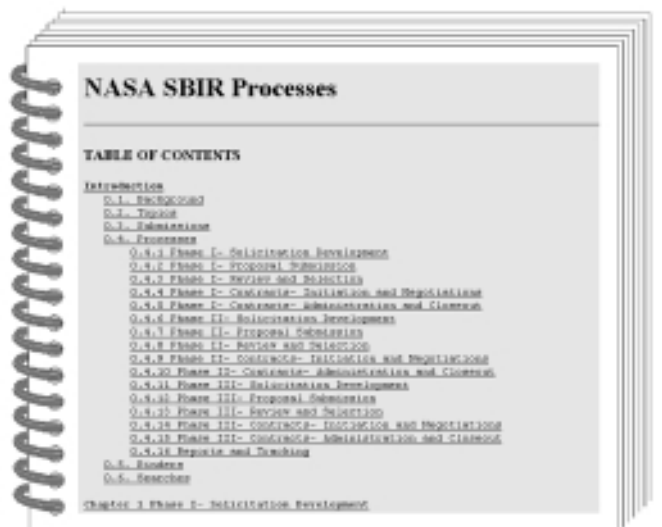 NASA SBIR Processes
TABLE OF CONTENTS
Introduction
0.1. Background
0.2. Topics
0.3. Submissions
0.4. Processes
0.4.1 Phase I- Solicitation Development
0.4.2 Phase I- Proposal Submission
0.4.3 Phase I- Review and Selection
0.4.4 Phase I- Contracts- Initiation and Negotiations
0.4.5 Phase I- Contracts- Administration and Closeout
0.4.6 Phase II- Solicitation Development
0.4.7 Phase II- Proposal Submission
0.4.8 Phase II- Review and Selection
0.4.9 Phase II- Contracts- Initiation and Negotiations
0.4.10 Phase II- Contracts- Administration and Closeout
0.4.11 Phase III- Solicitation Development
0.4.12 Phase III- Proposal Submission
0.4.13 Phase III- Review and Selection
0.4.14 Phase III- Contracts- Initiation and Negotiations
0.4.15 Phase III- Contracts- Administration and Closeout
0.4.16 Reports and Tracking
0.5.
0.6. Searches
Chapter 1 Phase I- Solicitation Development